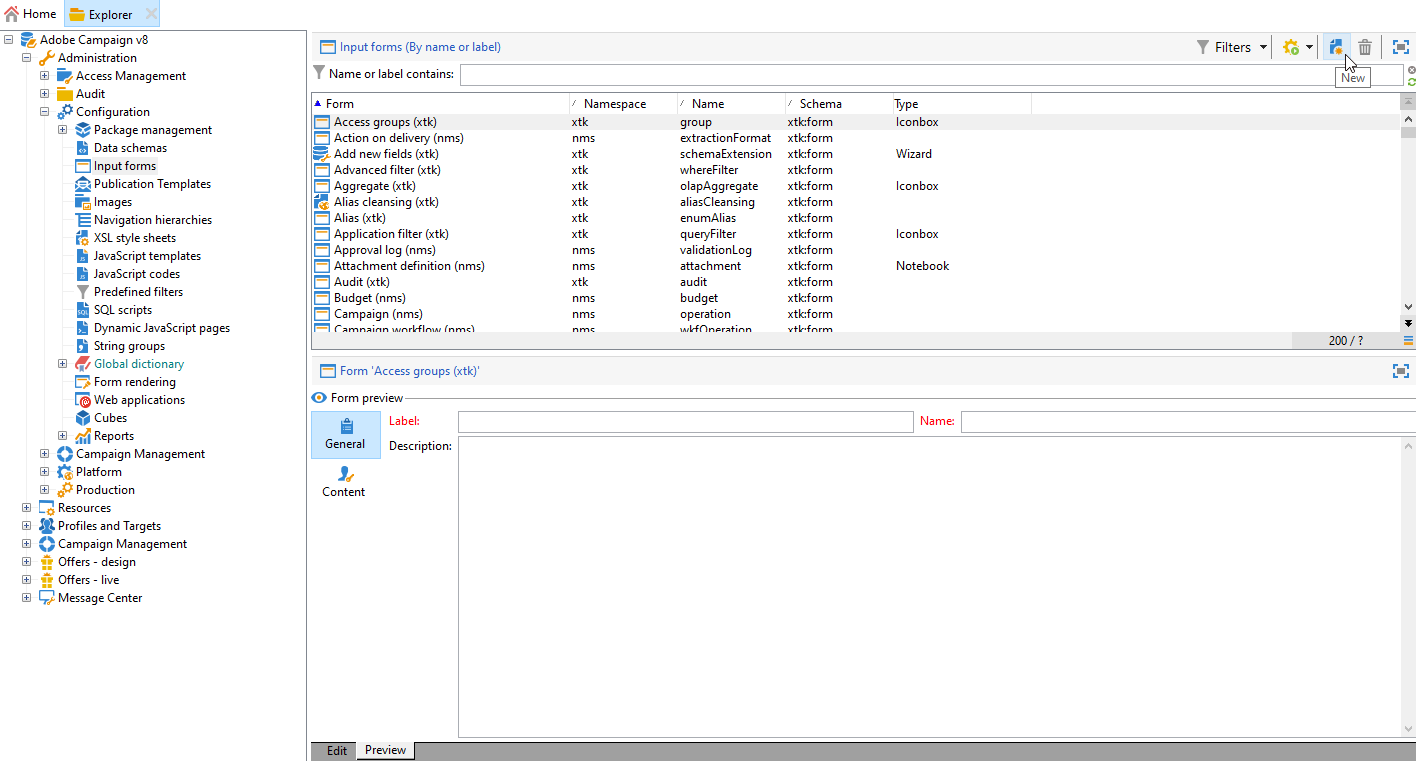 Home Explorer
Adobe Campaign v8
Administration
Access Management
Audit
Configuration
Package management
Data schemas
Input forms
Publication Templates
Images
Navigation hierarchies
XSL style sheets
JavaScript templates
JavaScript codes
Predefined filters
SQL scripts
Dynamic JavaScript pages
String groups
Global dictionary
Form rendering
Web applications
Cubes
Reports
Campaign Management
Platform
Production
Resources
Profiles and Targets
Campaign Management
Offers - design
Offers - live
Message Center
Input forms (By name or label) Filters
Name or label contains: New
Form Namespace Name Schema Type
Access groups (xtk) xtk group xtk:form Iconbox
Action on delivery (nms) nms extractionFormat xtk:form
Add new fields (xtk) xtk schemaExtension xtk:form Wizard
Advanced filter (xtk) xtk whereFilter xtk:form
Aggregate (xtk) xtk olapAggregate xtk:form Iconbox
Alias cleansing (xtk) xtk aliasCleansing xtk:form
Alias (xtk) xtk enumAlias xtk:form
Application filter (xtk) xtk queryFilter xtk:form Iconbox
Approval log (nms) nms validationLog xtk:form
Attachment definition (nms) nms attachment xtk:form Notebook
Audit (xtk) xtk audit xtk:form
Budget (nms) nms budget xtk:form
Campaign (nms) nms operation xtk:form
Campaign workflow (nms) nms wkfOperation xtk:form
200 / ?
Form 'Access groups (xtk)'
Form preview
General Label: Name:
Description:
Content
Edit Preview